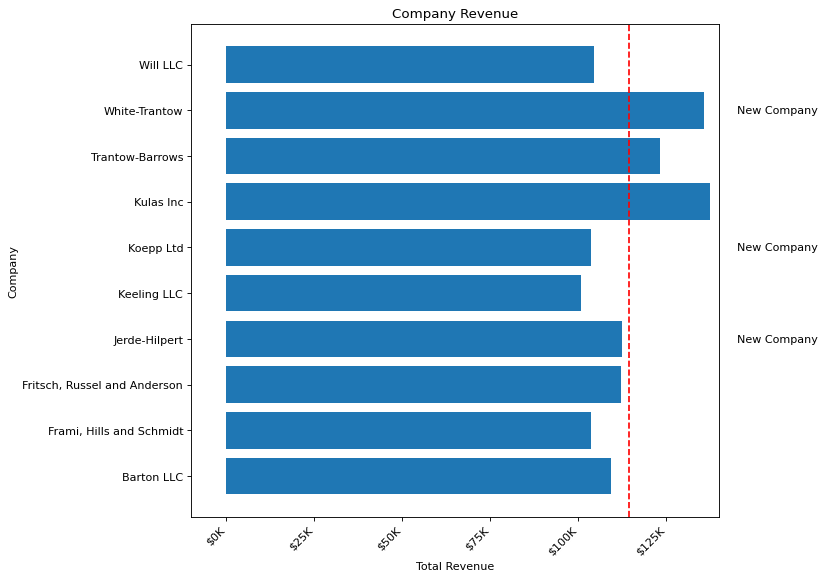 Company Revenue
Will LLC
White-Trantow
New Company
Trantow-Barrows
Kulas Inc
Koepp Ltd
New Company
Keeling LLC
Jerde-Hilpert
New Company
Fritsch, Russel and Anderson
Frami, Hills and Schmidt
Barton LLC
Company
$0K
$25K
$50K
$75K
$100K
$125K
Total Revenue